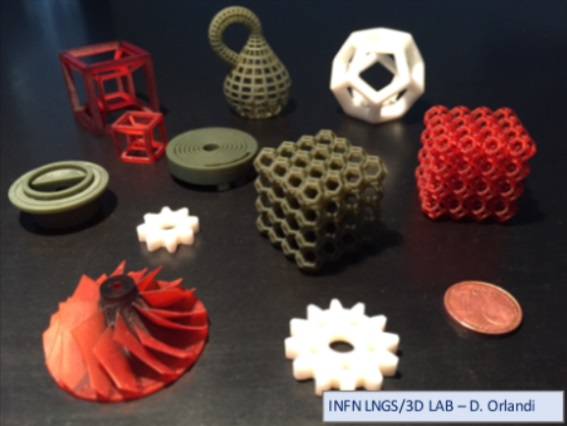 INFN LNGS/3D LAB – D. Orlandi